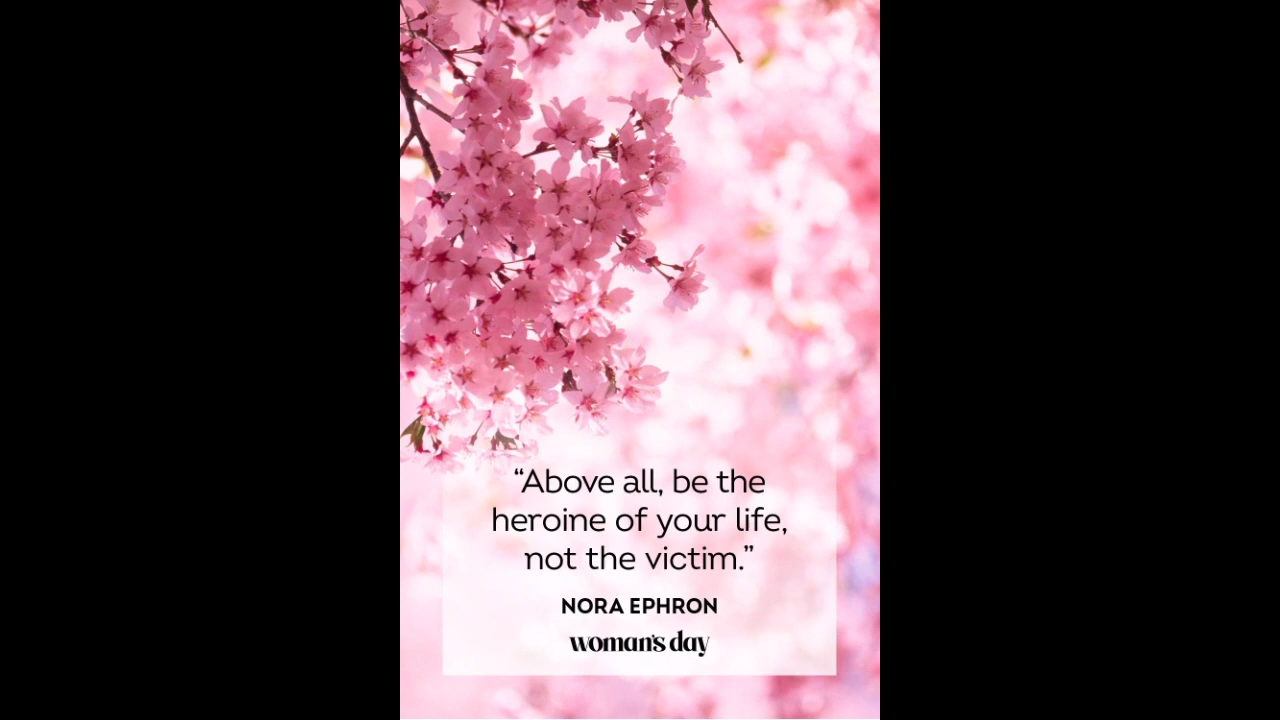 “Above all, be the
heroine of your life,
not the victim.”
NORA EPHRON
woman's day